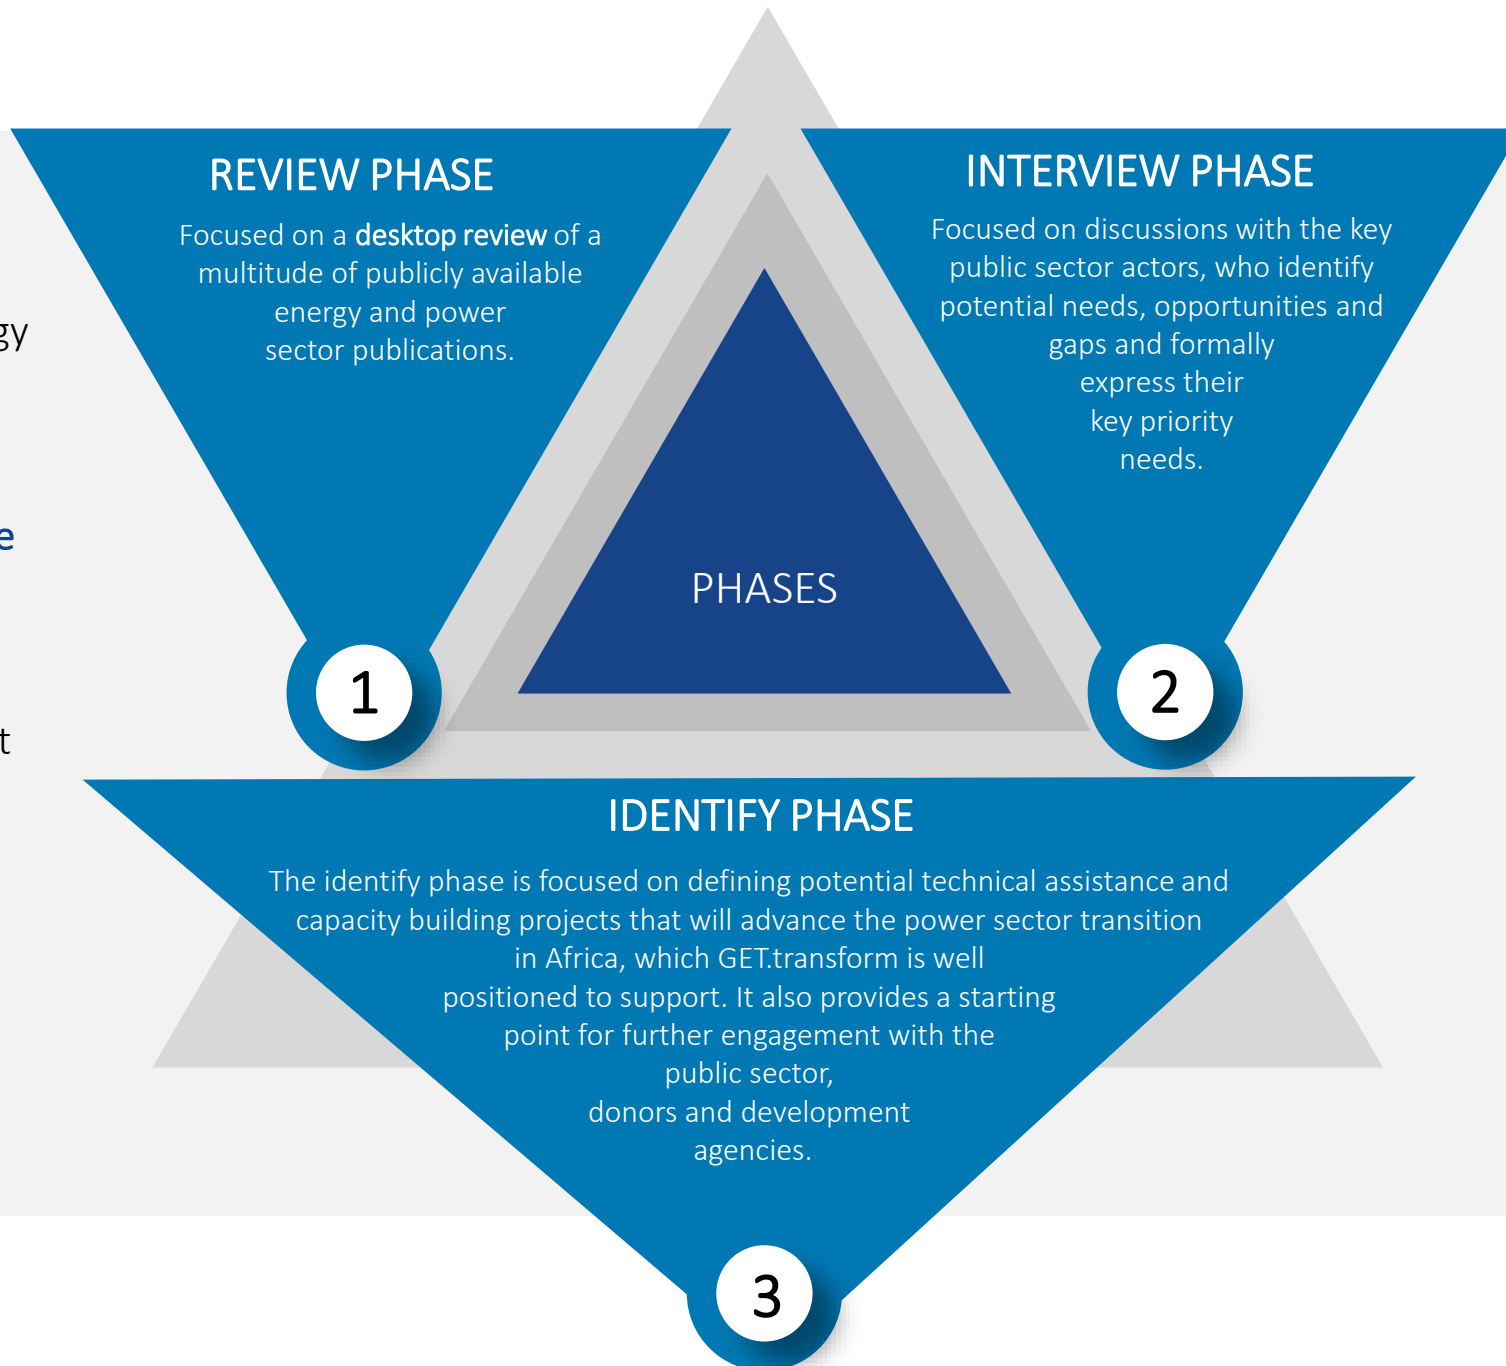 REVIEW PHASE
Focused on a desktop review of a
multitude of publicly available
energy and power
sector publications.
1
INTERVIEW PHASE
Focused on discussions with the key
public sector actors, who identify
potential needs, opportunities and
gaps and formally
express their
key priority
needs.
2
PHASES
IDENTIFY PHASE
The identify phase is focused on defining potential technical assistance and
capacity building projects that will advance the power sector transition
in Africa, which GET.transform is well
positioned to support. It also provides a starting
point for further engagement with the
public sector,
donors and development
agencies.
3